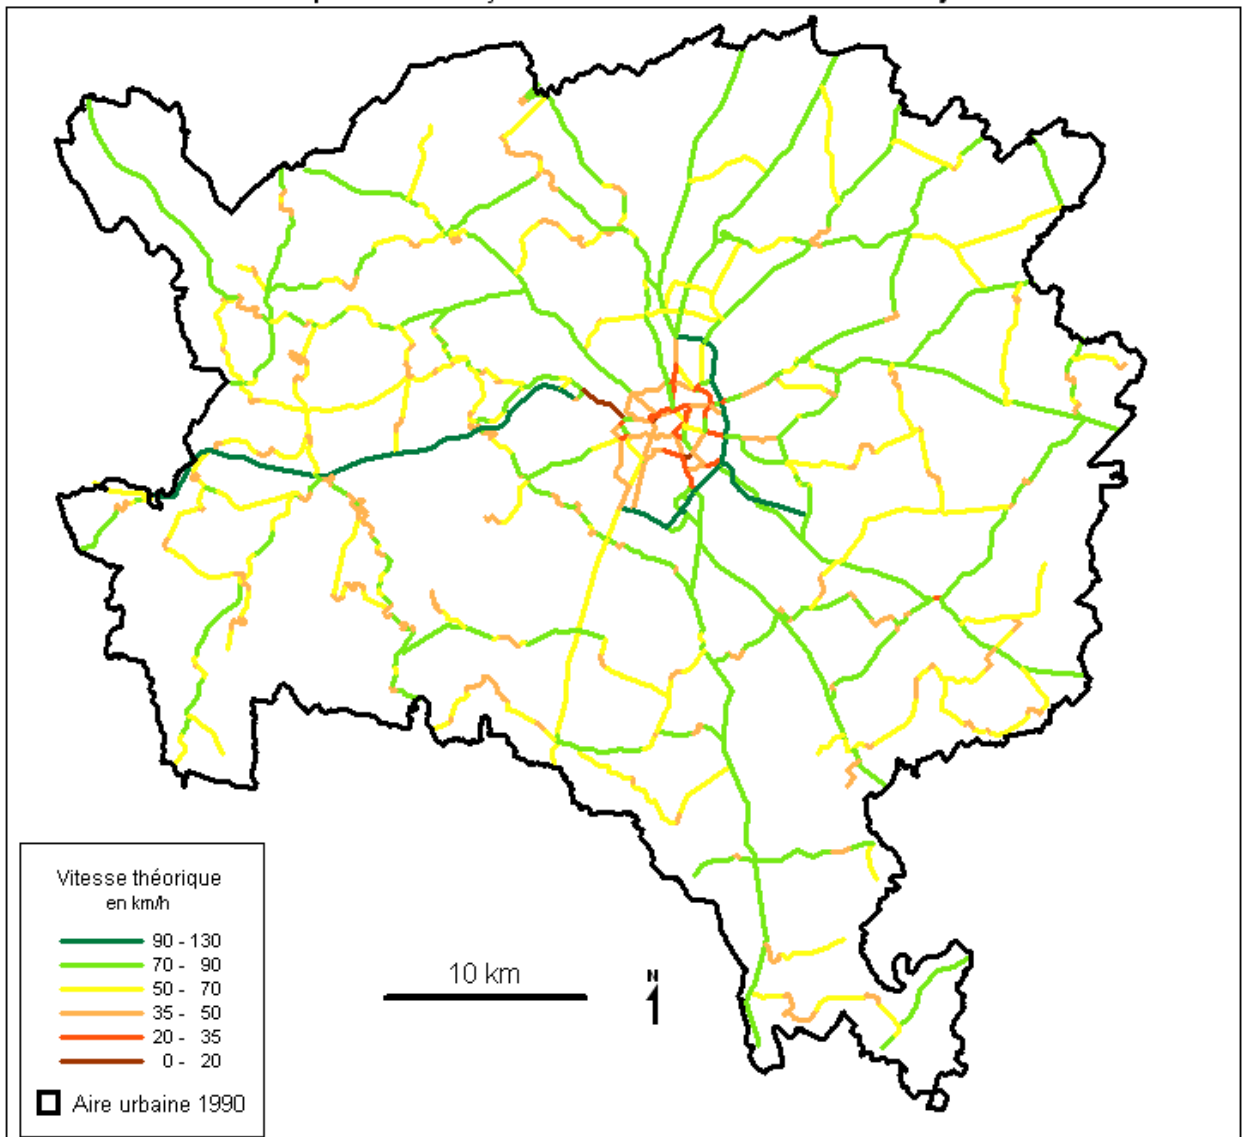 10 km
N
Vitesse théorique
en km/h
90 - 130
70 - 90
50 - 70
35 - 50
20 - 35
0 - 20
Aire urbaine 1990